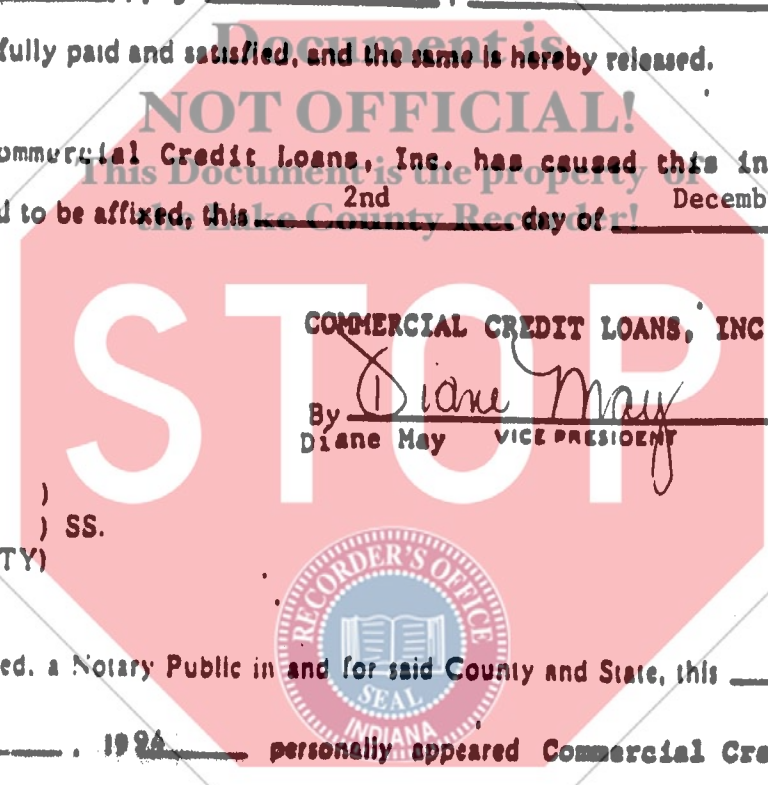 Document is
fully paid and satisfied, and the same is hereby released.
NOT OFFICIAL!
ommercial Credit Loans, Inc. has caused this in
This Document is the property of
2nd Decemb
d to be affixed, this day of
the Lake County Recorder!
STOP
COMMERCIAL CREDIT LOANS, INC
Diane May
By
Diane May VICE PRESIDENT
)
) SS.
TY)
RECORDER'S OFFICE
SEAL
INDIANA
ed, a Notary Public in and for said County and State, this
, 1996 personally appeared Commercial Cre